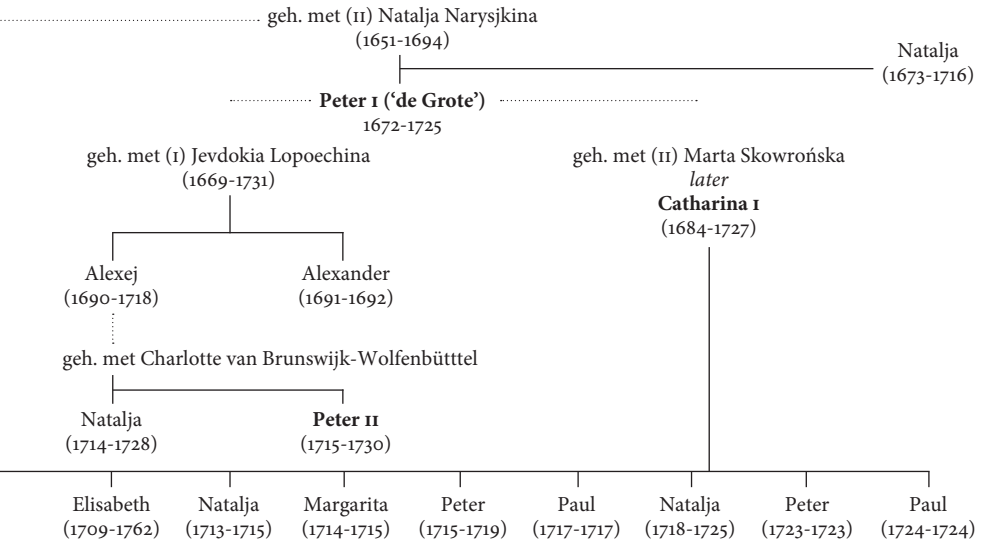 geh. met (II) Natalja Narysjkina
(1651-1694)
Natalja
(1673-1716)
Peter I (‘de Grote’)
1672-1725
geh. met (I) Jevdokia Lopoechina
(1669-1731)
geh. met (II) Marta Skowrońska
later
Catharina I
(1684-1727)
Alexej
(1690-1718)
Alexander
(1691-1692)
geh. met Charlotte van Brunswijk-Wolfenbütttel
Natalja
(1714-1728)
Peter II
(1715-1730)
Elisabeth
(1709-1762)
Natalja
(1713-1715)
Margarita
(1714-1715)
Peter
(1715-1719)
Paul
(1717-1717)
Natalja
(1718-1725)
Peter
(1723-1723)
Paul
(1724-1724)